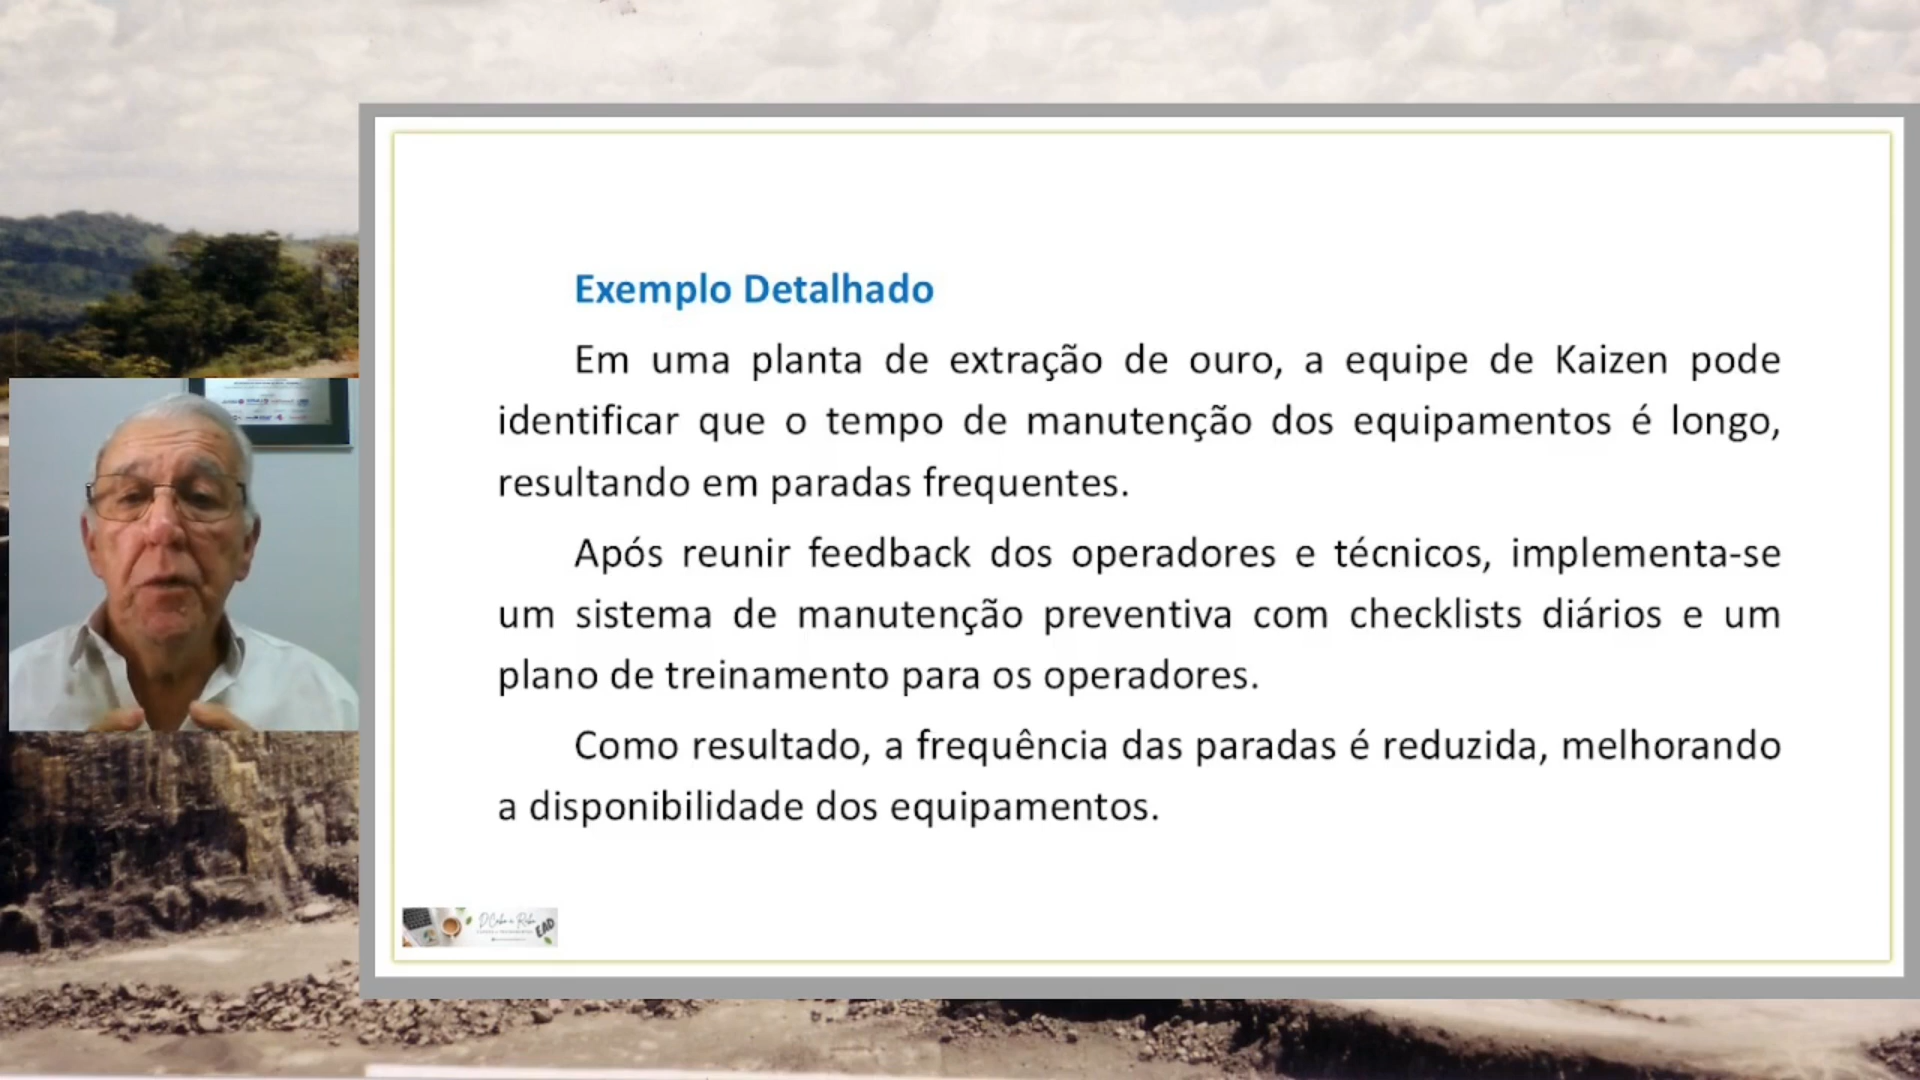 Exemplo Detalhado
Em uma planta de extração de ouro, a equipe de Kaizen pode
identificar que o tempo de manutenção dos equipamentos é longo,
resultando em paradas frequentes.
Após reunir feedback dos operadores e técnicos, implementa-se
um sistema de manutenção preventiva com checklists diários e um
plano de treinamento para os operadores.
Como resultado, a frequência das paradas é reduzida, melhorando
a disponibilidade dos equipamentos.
EAD